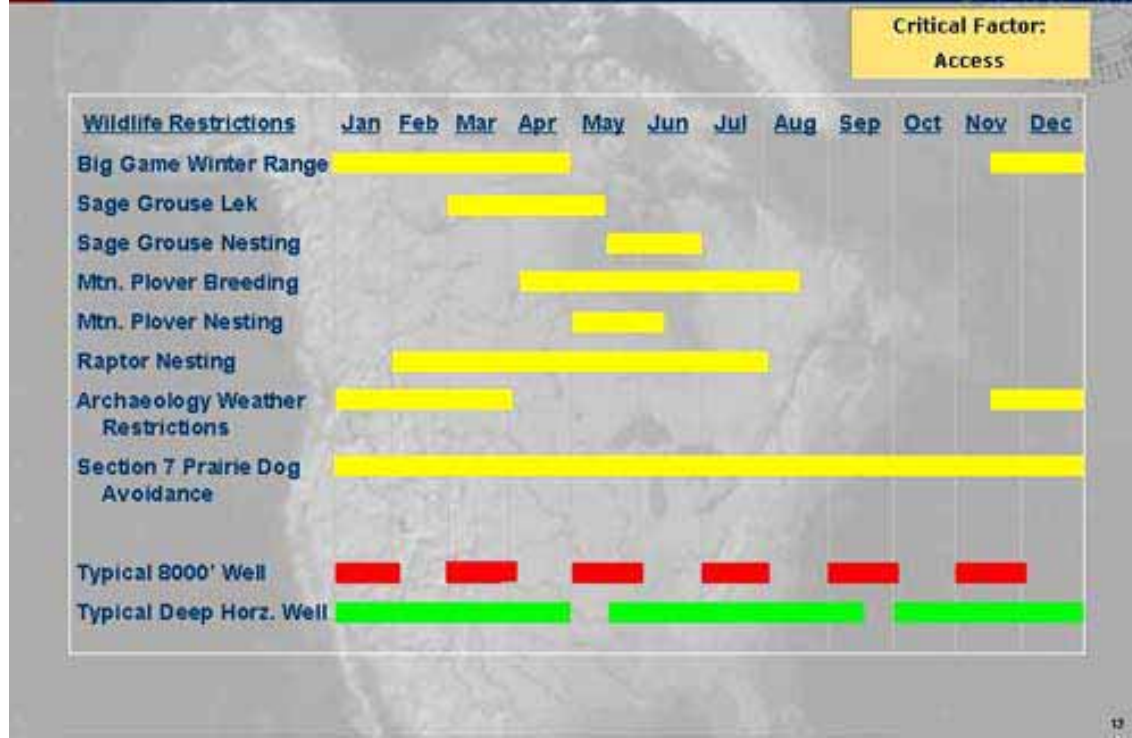 Critical Factor:
Access
Wildlife Restrictions Jan Feb Mar Apr May Jun Jul Aug Sep Oct Nov Dec
Big Game Winter Range
Sage Grouse Lek
Sage Grouse Nesting
Mtn. Plover Breeding
Mtn. Plover Nesting
Raptor Nesting
Archaeology Weather
Restrictions
Section 7 Prairie Dog
Avoidance
Typical 8000' Well
Typical Deep Horz. Well